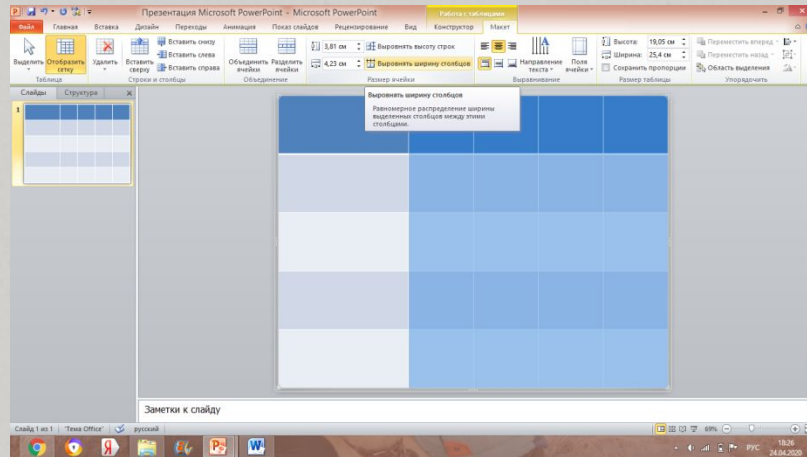 Презентация Microsoft PowerPoint - Microsoft PowerPoint
Работа с таблицами
Файл Главная Вставка Дизайн Переходы Анимация Показ слайдов Рецензирование Вид Конструктор Макет
Выделить Отобразить сетку Удалить
Таблица
Вставить сверху Вставить снизу Вставить слева Вставить справа
Строки и столбцы
Объединить ячейки Разделить ячейки
Объединение
3,81 см Выровнять высоту строк
4,23 см Выровнять ширину столбцов
Размер ячейки
Направление текста Поля ячейки
Выравнивание
Высота: 19,05 см
Ширина: 25,4 см
Сохранить пропорции
Размер таблицы
Переместить вперед
Переместить назад
Область выделения
Упорядочить
Слайды Структура
1
Выровнять ширину столбцов
Равномерное распределение ширины
выделенных столбцов между этими
столбцами.
Заметки к слайду
Слайд 1 из 1 "Тема Office" русский 69%
РУС 18:26
24.04.2020